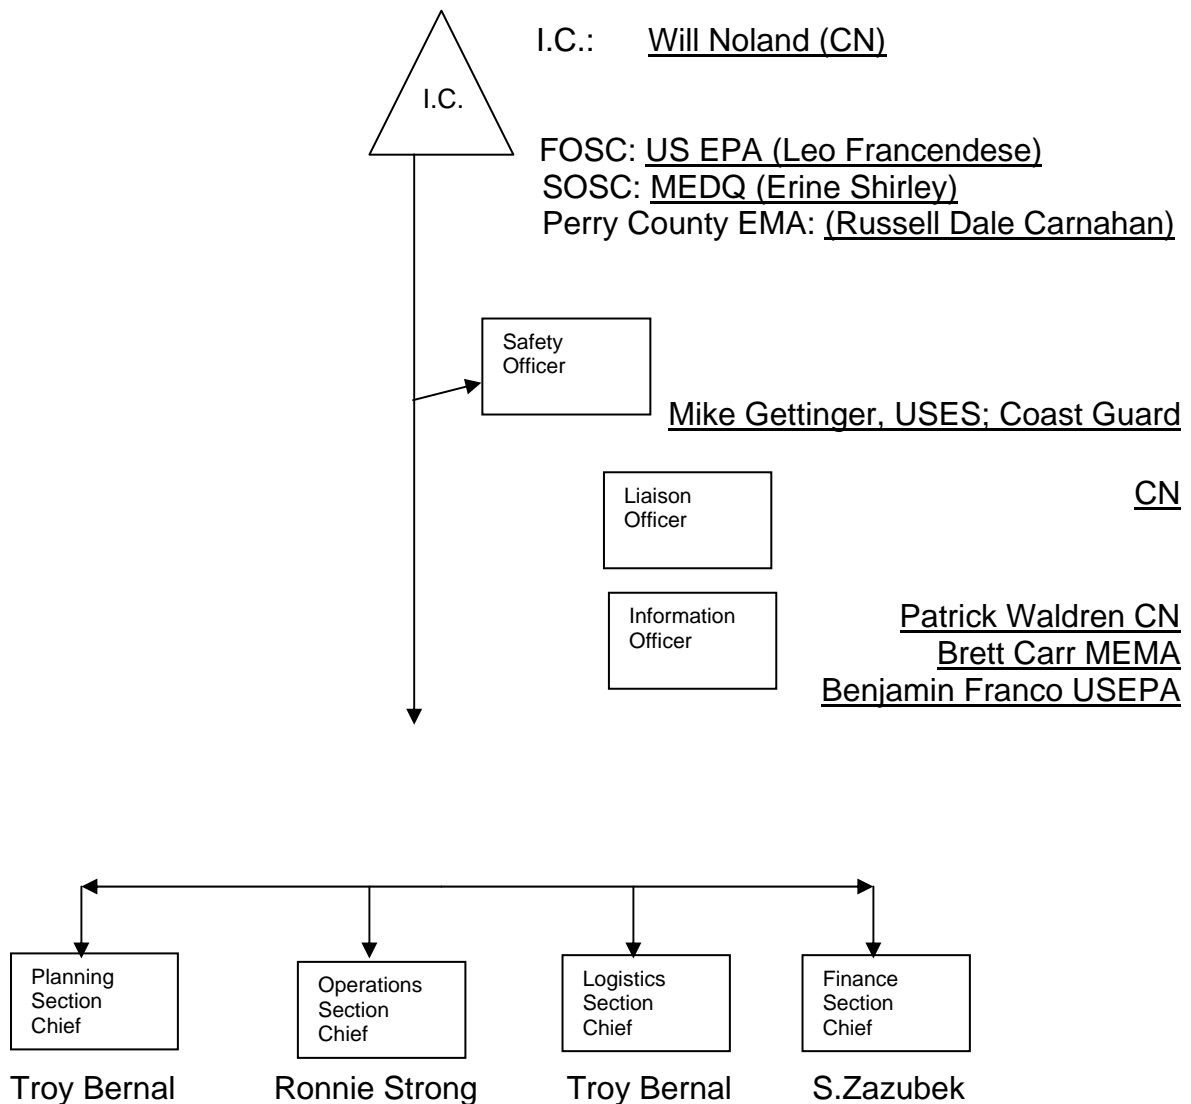 I.C.: Will Noland (CN)
I.C.
FOSC: US EPA (Leo Francendese)
SOSC: MEDQ (Erine Shirley)
Perry County EMA: (Russell Dale Carnahan)
Safety
Officer
Mike Gettinger, USES; Coast Guard
Liaison
Officer
CN
Information
Officer
Patrick Waldren CN
Brett Carr MEMA
Benjamin Franco USEPA
Planning
Section
Chief
Operations
Section
Chief
Logistics
Section
Chief
Finance
Section
Chief
Troy Bernal
Ronnie Strong
Troy Bernal
S.Zazubek